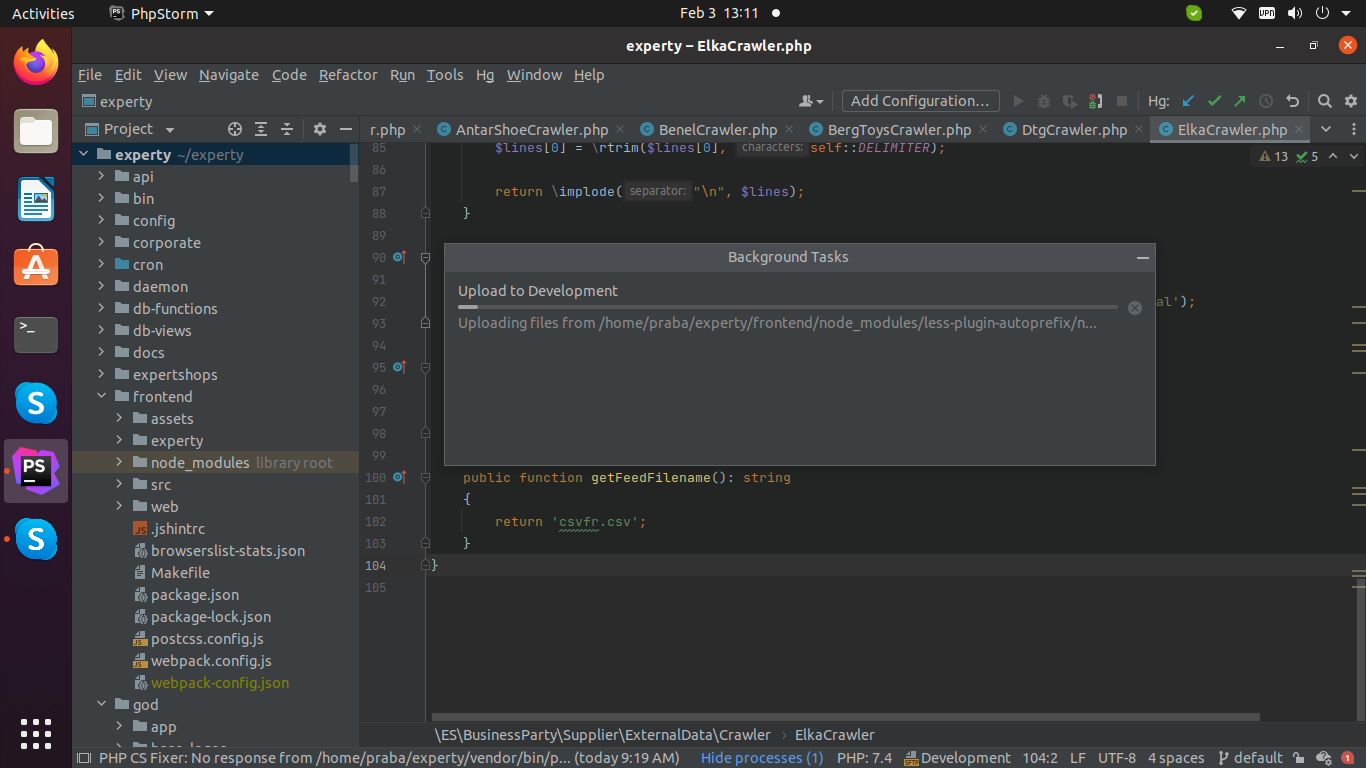 Activities PhpStorm Feb 3 13:11 VPN
experty – ElkaCrawler.php
File Edit View Navigate Code Refactor Run Tools Hg Window Help
experty Add Configuration... Hg:
Project r.php AntarShoeCrawler.php BenelCrawler.php BergToysCrawler.php DtgCrawler.php ElkaCrawler.php
experty ~/experty
api
bin
config
corporate
cron
daemon
db-functions
db-views
docs
expertshops
frontend
assets
experty
node_modules library root
src
web
.jshintrc
browserslist-stats.json
Makefile
package.json
package-lock.json
postcss.config.js
webpack.config.js
webpack-config.json
god
app
13 5
85 $lines[0] = \rtrim($lines[0], characters: self::DELIMITER);
86
87 return \implode( separator: "\n", $lines);
88 }
89
90
91
92 al');
93
94
95
96
97
98
99
100 public function getFeedFilename(): string
101 {
102 return 'csvfr.csv';
103 }
104 }
105
Background Tasks
Upload to Development
Uploading files from /home/praba/experty/frontend/node_modules/less-plugin-autoprefix/n...
\ES\BusinessParty\Supplier\ExternalData\Crawler › ElkaCrawler
PHP CS Fixer: No response from /home/praba/experty/vendor/bin/p... (today 9:19 AM) Hide processes (1) PHP: 7.4 Development 104:2 LF UTF-8 4 spaces default 1